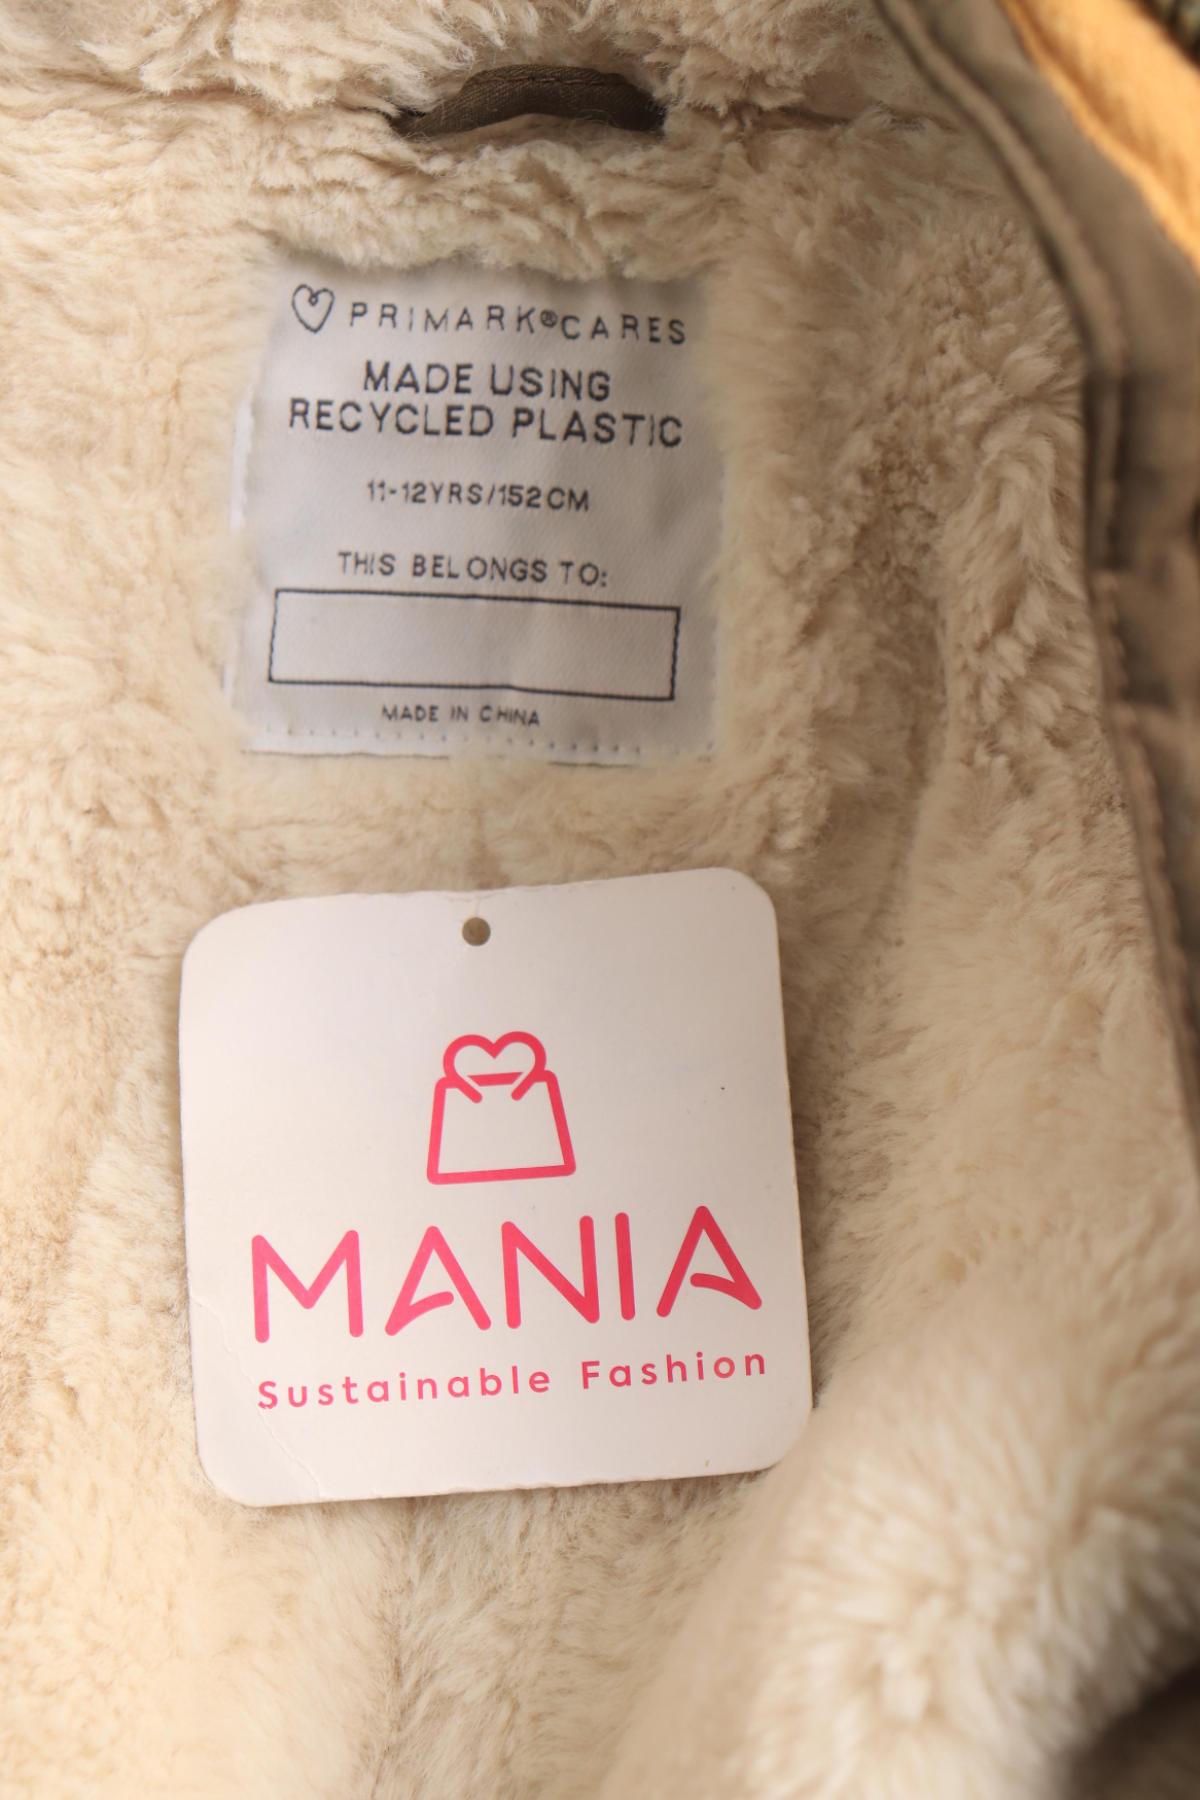 PRIMARK®CARES
MADE USING
RECYCLED PLASTIC
11-12YRS/152CM
THIS BELONGS TO:
MADE IN CHINA
MANIA
Sustainable Fashion